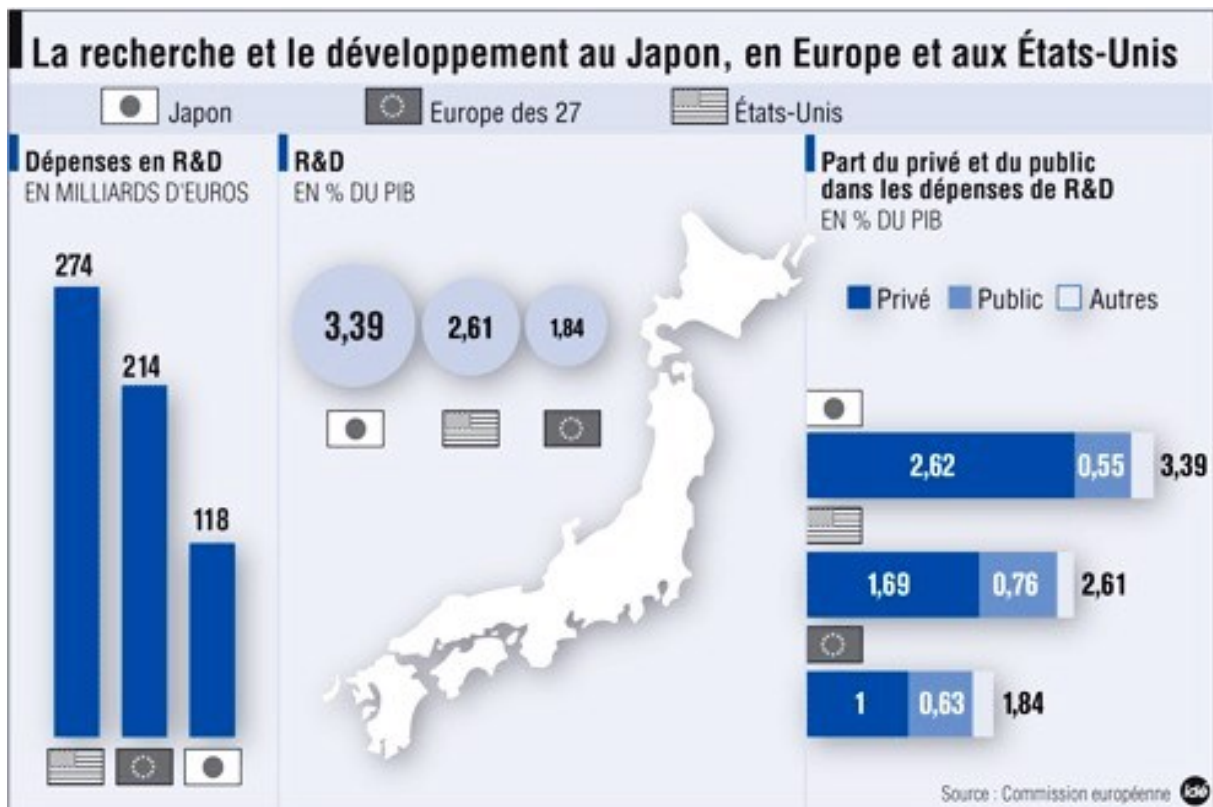 La recherche et le développement au Japon, en Europe et aux États-Unis
Japon
Europe des 27
États-Unis
Dépenses en R&D
EN MILLIARDS D'EUROS
274
214
118
R&D
EN % DU PIB
3,39
2,61
1,84
Part du privé et du public
dans les dépenses de R&D
EN % DU PIB
Privé
Public
Autres
2,62 0,55 3,39
1,69 0,76 2,61
1 0,63 1,84
Source : Commission européenne idé